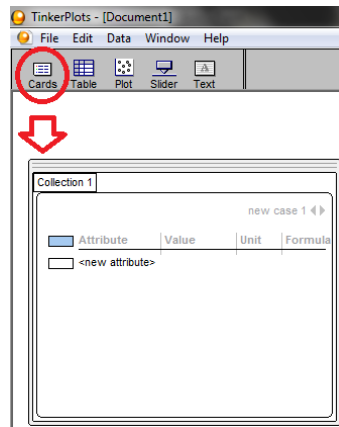 TinkerPlots - [Document1]
File Edit Data Window Help
Cards Table Plot Slider Text
A
Collection 1
new case 1
Attribute Value Unit Formula
<new attribute>